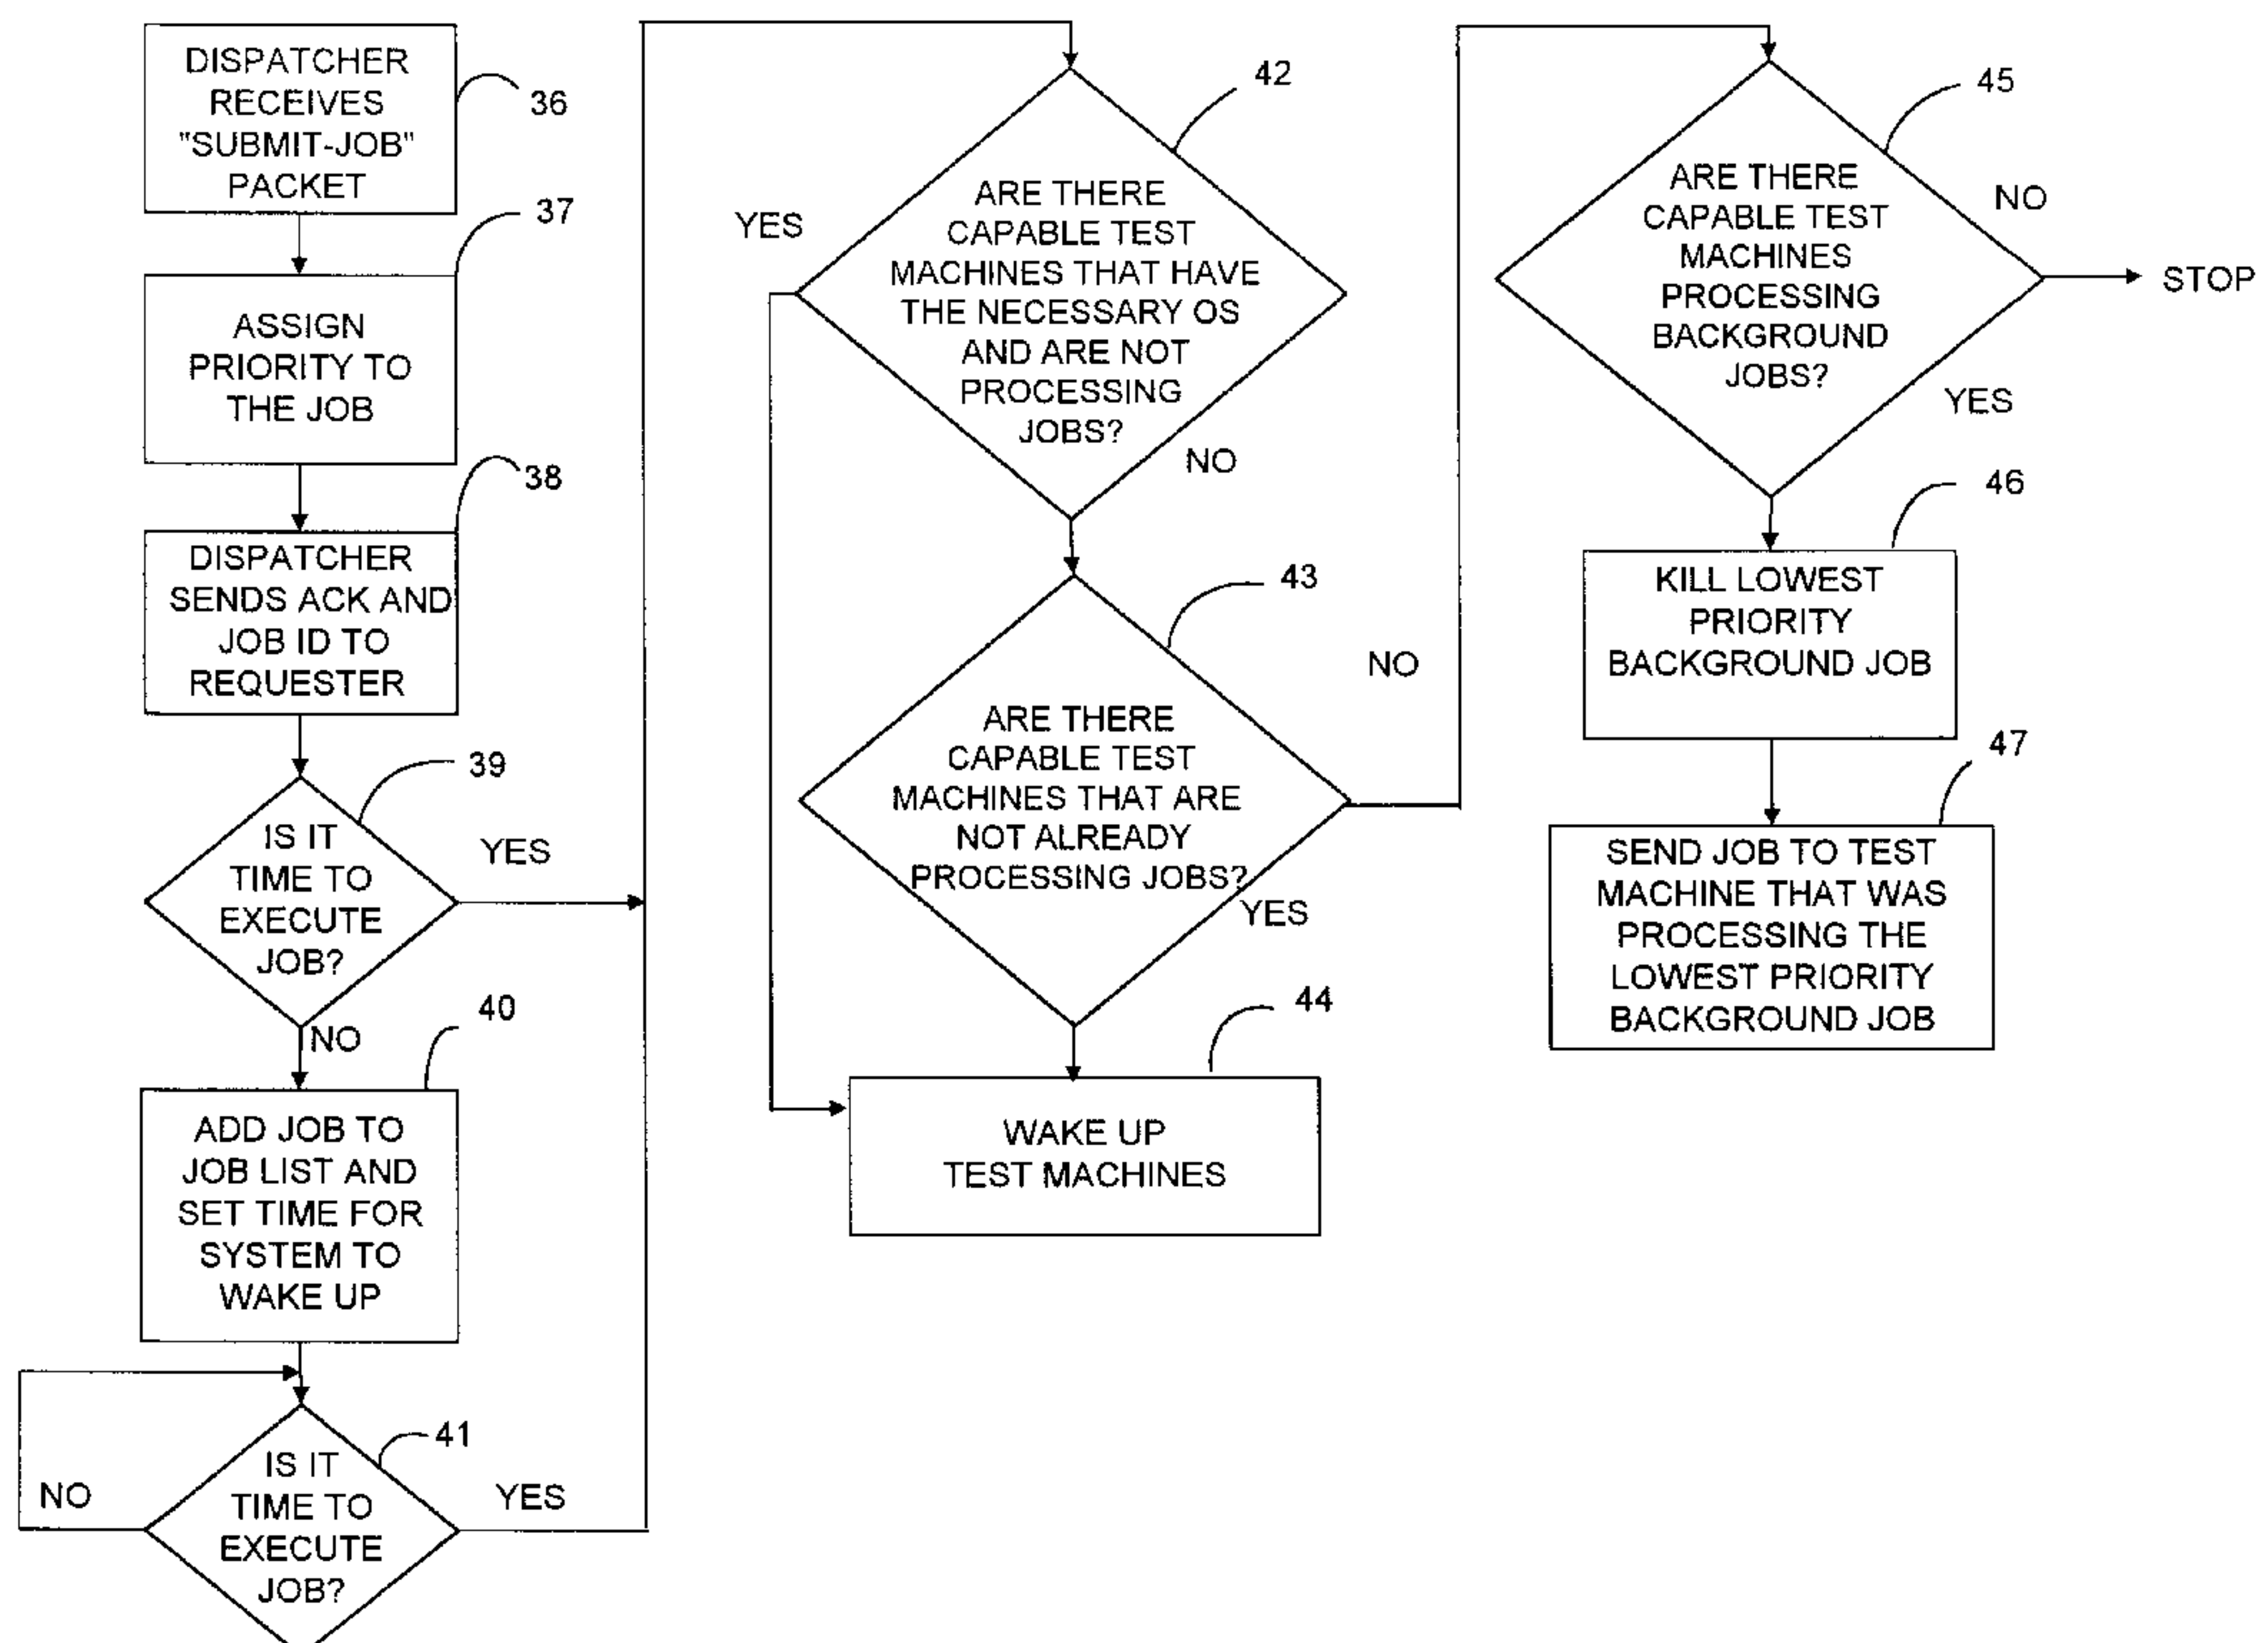 DISPATCHER
RECEIVES
"SUBMIT-JOB"
PACKET
36
ASSIGN
PRIORITY TO
THE JOB
37
DISPATCHER
SENDS ACK AND
JOB ID TO
REQUESTER
38
IS IT
TIME TO
EXECUTE
JOB?
39
YES
NO
ADD JOB TO
JOB LIST AND
SET TIME FOR
SYSTEM TO
WAKE UP
40
IS IT
TIME TO
EXECUTE
JOB?
41
NO
YES
ARE THERE
CAPABLE TEST
MACHINES THAT HAVE
THE NECESSARY OS
AND ARE NOT
PROCESSING
JOBS?
42
YES
NO
ARE THERE
CAPABLE TEST
MACHINES THAT ARE
NOT ALREADY
PROCESSING JOBS?
43
NO
YES
WAKE UP
TEST MACHINES
44
ARE THERE
CAPABLE TEST
MACHINES
PROCESSING
BACKGROUND
JOBS?
45
NO
STOP
YES
KILL LOWEST
PRIORITY
BACKGROUND JOB
46
SEND JOB TO TEST
MACHINE THAT WAS
PROCESSING THE
LOWEST PRIORITY
BACKGROUND JOB
47